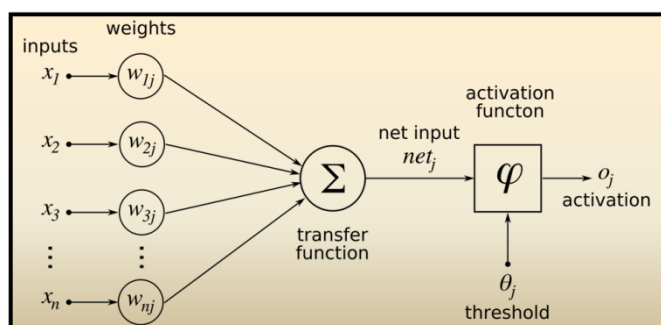 weights
inputs
x1 w1j
x2 w2j
x3 w3j
⋮ ⋮
xn wnj
Σ
transfer
function
net input
netj
activation
functon
φ
oj
activation
θj
threshold